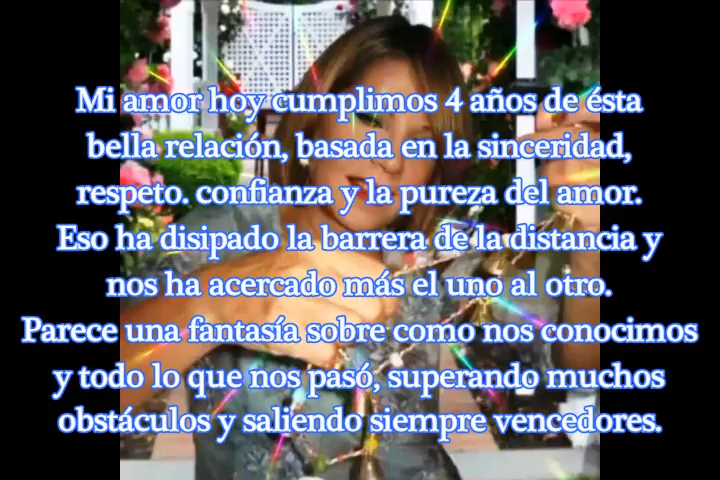 Mi amor hoy cumplimos 4 años de ésta
bella relación, basada en la sinceridad,
respeto. confianza y la pureza del amor.
Eso ha disipado la barrera de la distancia y
nos ha acercado más el uno al otro.
Parece una fantasía sobre como nos conocimos
y todo lo que nos pasó, superando muchos
obstáculos y saliendo siempre vencedores.